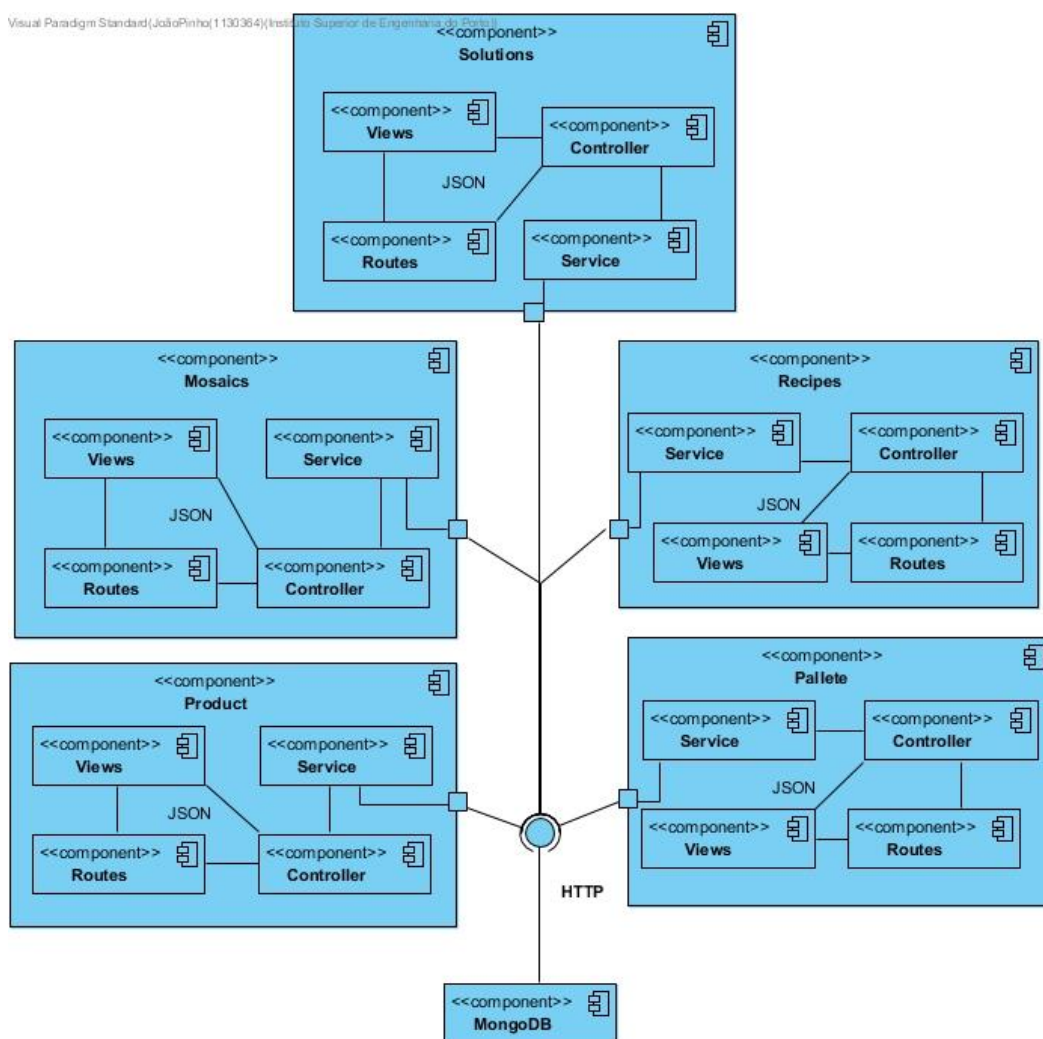 Visual Paradigm Standard(JoãoPinho(1130364)(Instituto Superior de Engenharia do Porto))
<<component>>
Solutions
<<component>>
Views
<<component>>
Controller
JSON
<<component>>
Routes
<<component>>
Service
<<component>>
Mosaics
<<component>>
Views
<<component>>
Service
JSON
<<component>>
Routes
<<component>>
Controller
<<component>>
Recipes
<<component>>
Service
<<component>>
Controller
JSON
<<component>>
Views
<<component>>
Routes
<<component>>
Product
<<component>>
Views
<<component>>
Service
JSON
<<component>>
Routes
<<component>>
Controller
<<component>>
Pallete
<<component>>
Service
<<component>>
Controller
JSON
<<component>>
Views
<<component>>
Routes
HTTP
<<component>>
MongoDB